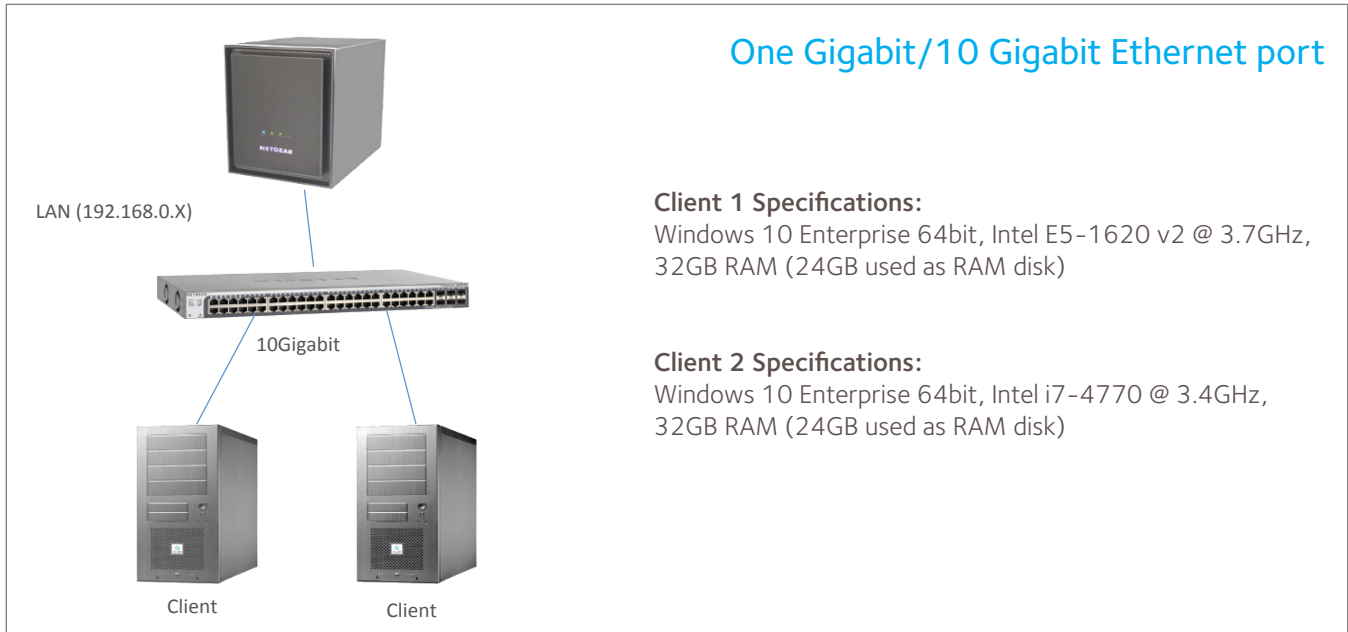 One Gigabit/10 Gigabit Ethernet port
NETGEAR
LAN (192.168.0.X)
Client 1 Specifications:
Windows 10 Enterprise 64bit, Intel E5-1620 v2 @ 3.7GHz,
32GB RAM (24GB used as RAM disk)
10Gigabit
Client 2 Specifications:
Windows 10 Enterprise 64bit, Intel i7-4770 @ 3.4GHz,
32GB RAM (24GB used as RAM disk)
Client
Client